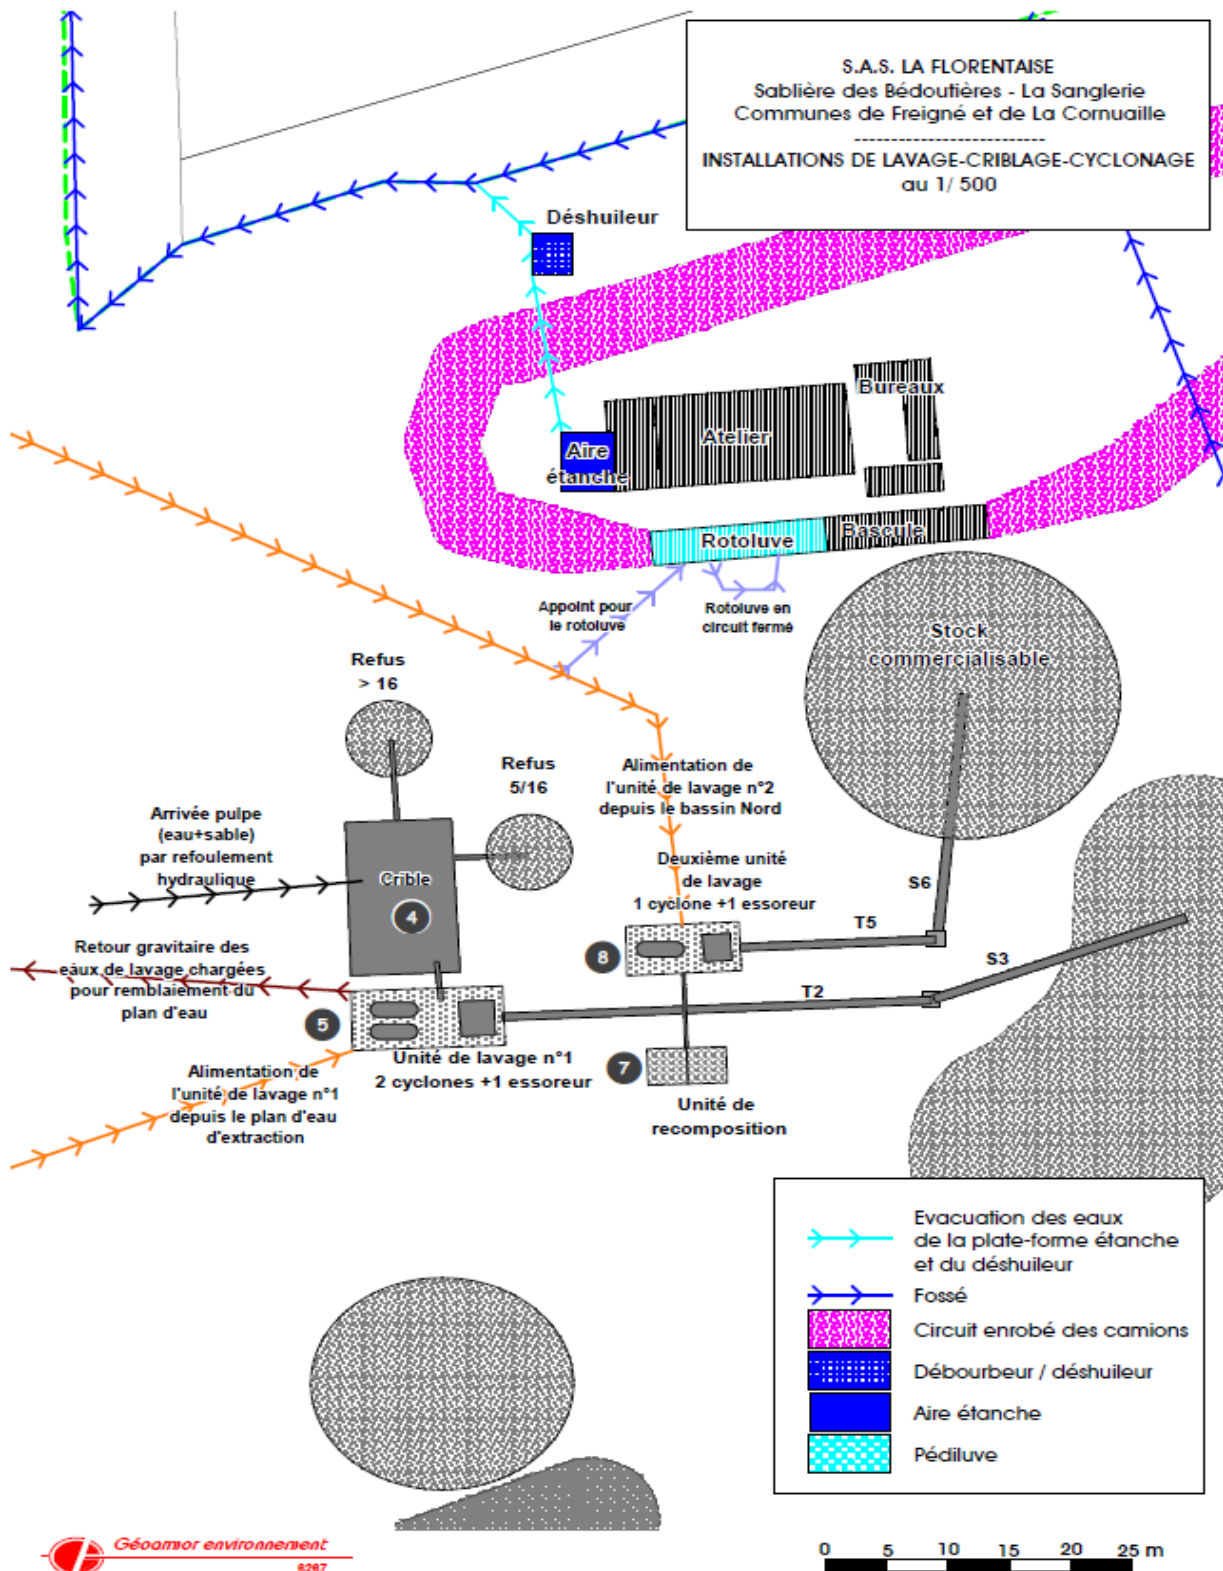 S.A.S. LA FLORENTAISE
Sablière des Bédoutières - La Sanglerie
Communes de Freigné et de La Cornuaille
---------------------------
INSTALLATIONS DE LAVAGE-CRIBLAGE-CYCLONAGE
au 1/ 500
Déshuileur
Bureaux
Atelier
Aire
étanche
Rotoluve
Bascule
Appoint pour
le rotoluve
Rotoluve en
circuit fermé
Stock
commercialisable
Refus
> 16
Refus
5/16
Alimentation de
l'unité de lavage n°2
depuis le bassin Nord
Arrivée pulpe
(eau+sable)
par refoulement
hydraulique
Crible
4
Deuxième unité
de lavage
1 cyclone +1 essoreur
S6
T5
8
S3
Retour gravitaire des
eaux de lavage chargées
pour remblaiement du
plan d'eau
T2
5
Unité de lavage n°1
2 cyclones +1 essoreur
7
Alimentation de
l'unité de lavage n°1
depuis le plan d'eau
d'extraction
Unité de
recomposition
Evacuation des eaux
de la plate-forme étanche
et du déshuileur
Fossé
Circuit enrobé des camions
Débourbeur / déshuileur
Aire étanche
Pédiluve
Géoarmor environnement
6267
0 5 10 15 20 25 m